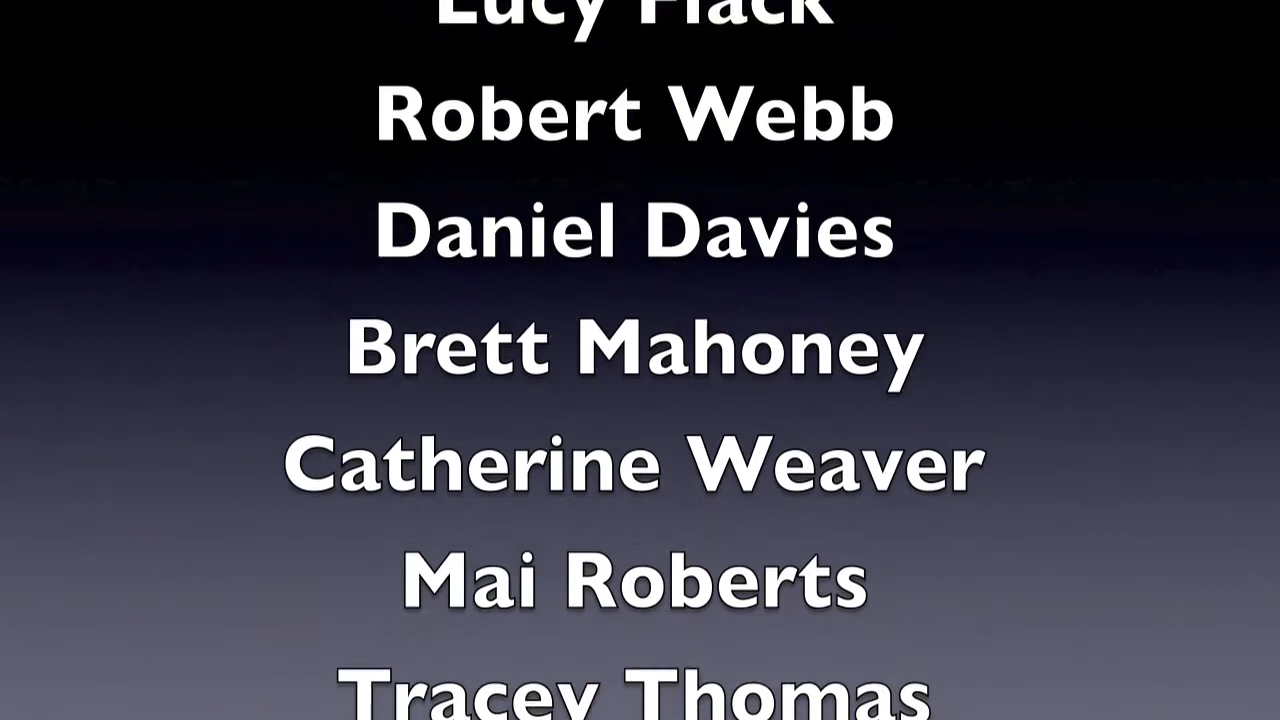 Lucy Flack
Robert Webb
Daniel Davies
Brett Mahoney
Catherine Weaver
Mai Roberts
Tracey Thomas